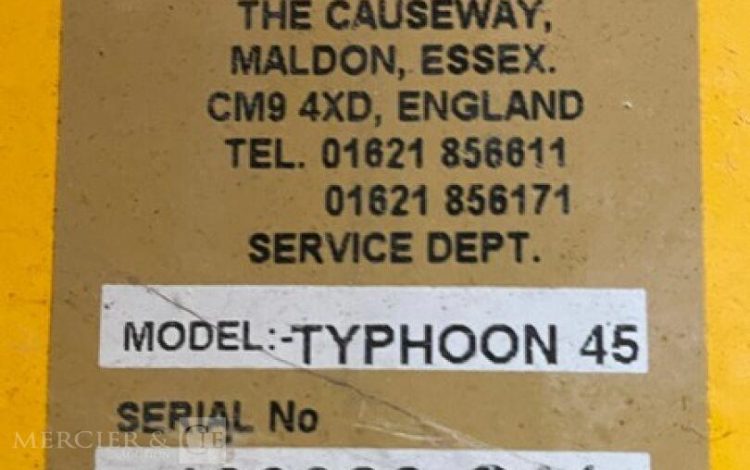 THE CAUSEWAY,
MALDON, ESSEX.
CM9 4XD, ENGLAND
TEL. 01621 856611
01621 856171
SERVICE DEPT.
MODEL:-TYPHOON 45
SERIAL No
MERCIER & CIE